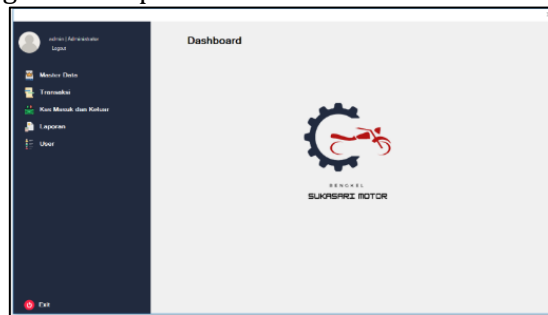 admin | Administrator
Logout
Dashboard
Master Data
Transaksi
Kas Masuk dan Keluar
Laporan
User
BENGKEL
SUKASARI MOTOR
Exit